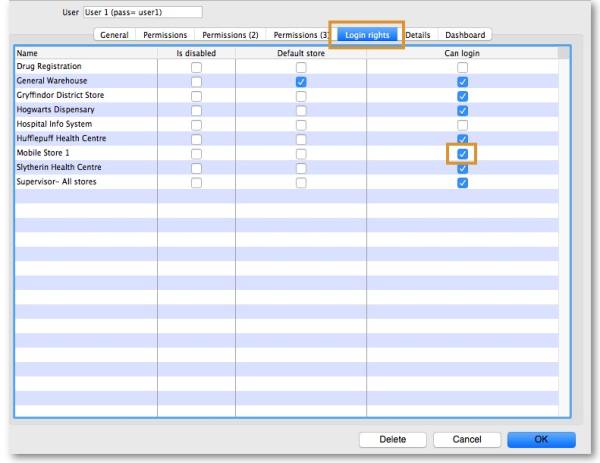 User User 1 (pass= user1)
General Permissions Permissions (2) Permissions (3) Login rights Details Dashboard
Name Is disabled Default store Can login
Drug Registration
General Warehouse
Gryffindor District Store
Hogwarts Dispensary
Hospital Info System
Hufflepuff Health Centre
Mobile Store 1
Slytherin Health Centre
Supervisor- All stores
Delete Cancel OK